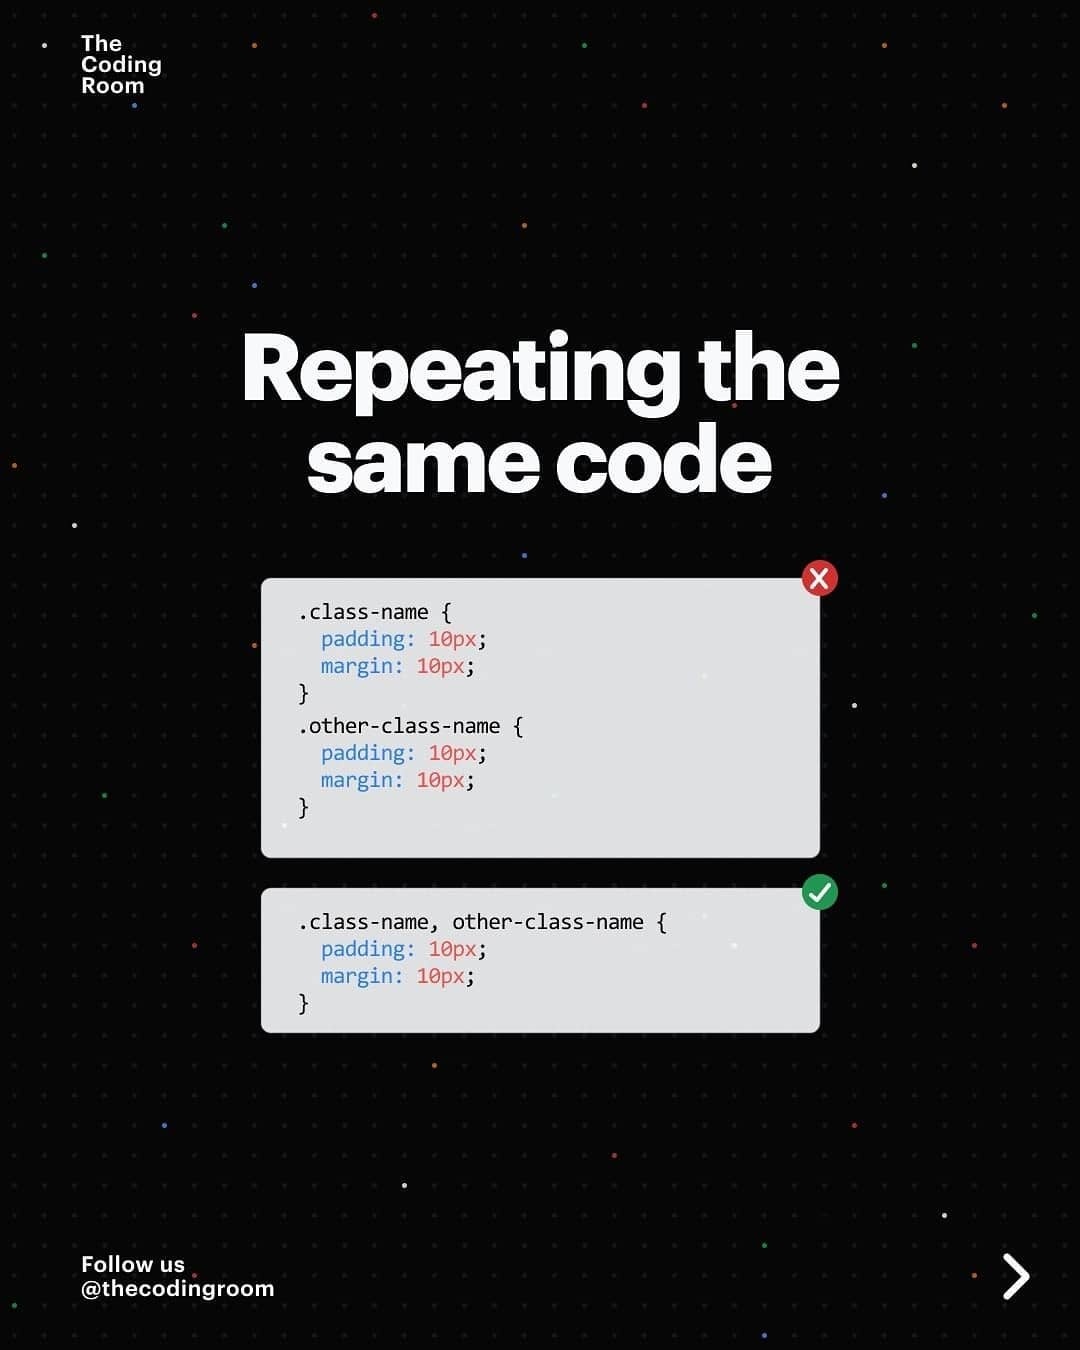 The
Coding
Room
Repeating the
same code
.class-name {
padding: 10px;
margin: 10px;
}
.other-class-name {
padding: 10px;
margin: 10px;
}
.class-name, other-class-name {
padding: 10px;
margin: 10px;
}
Follow us
@thecodingroom